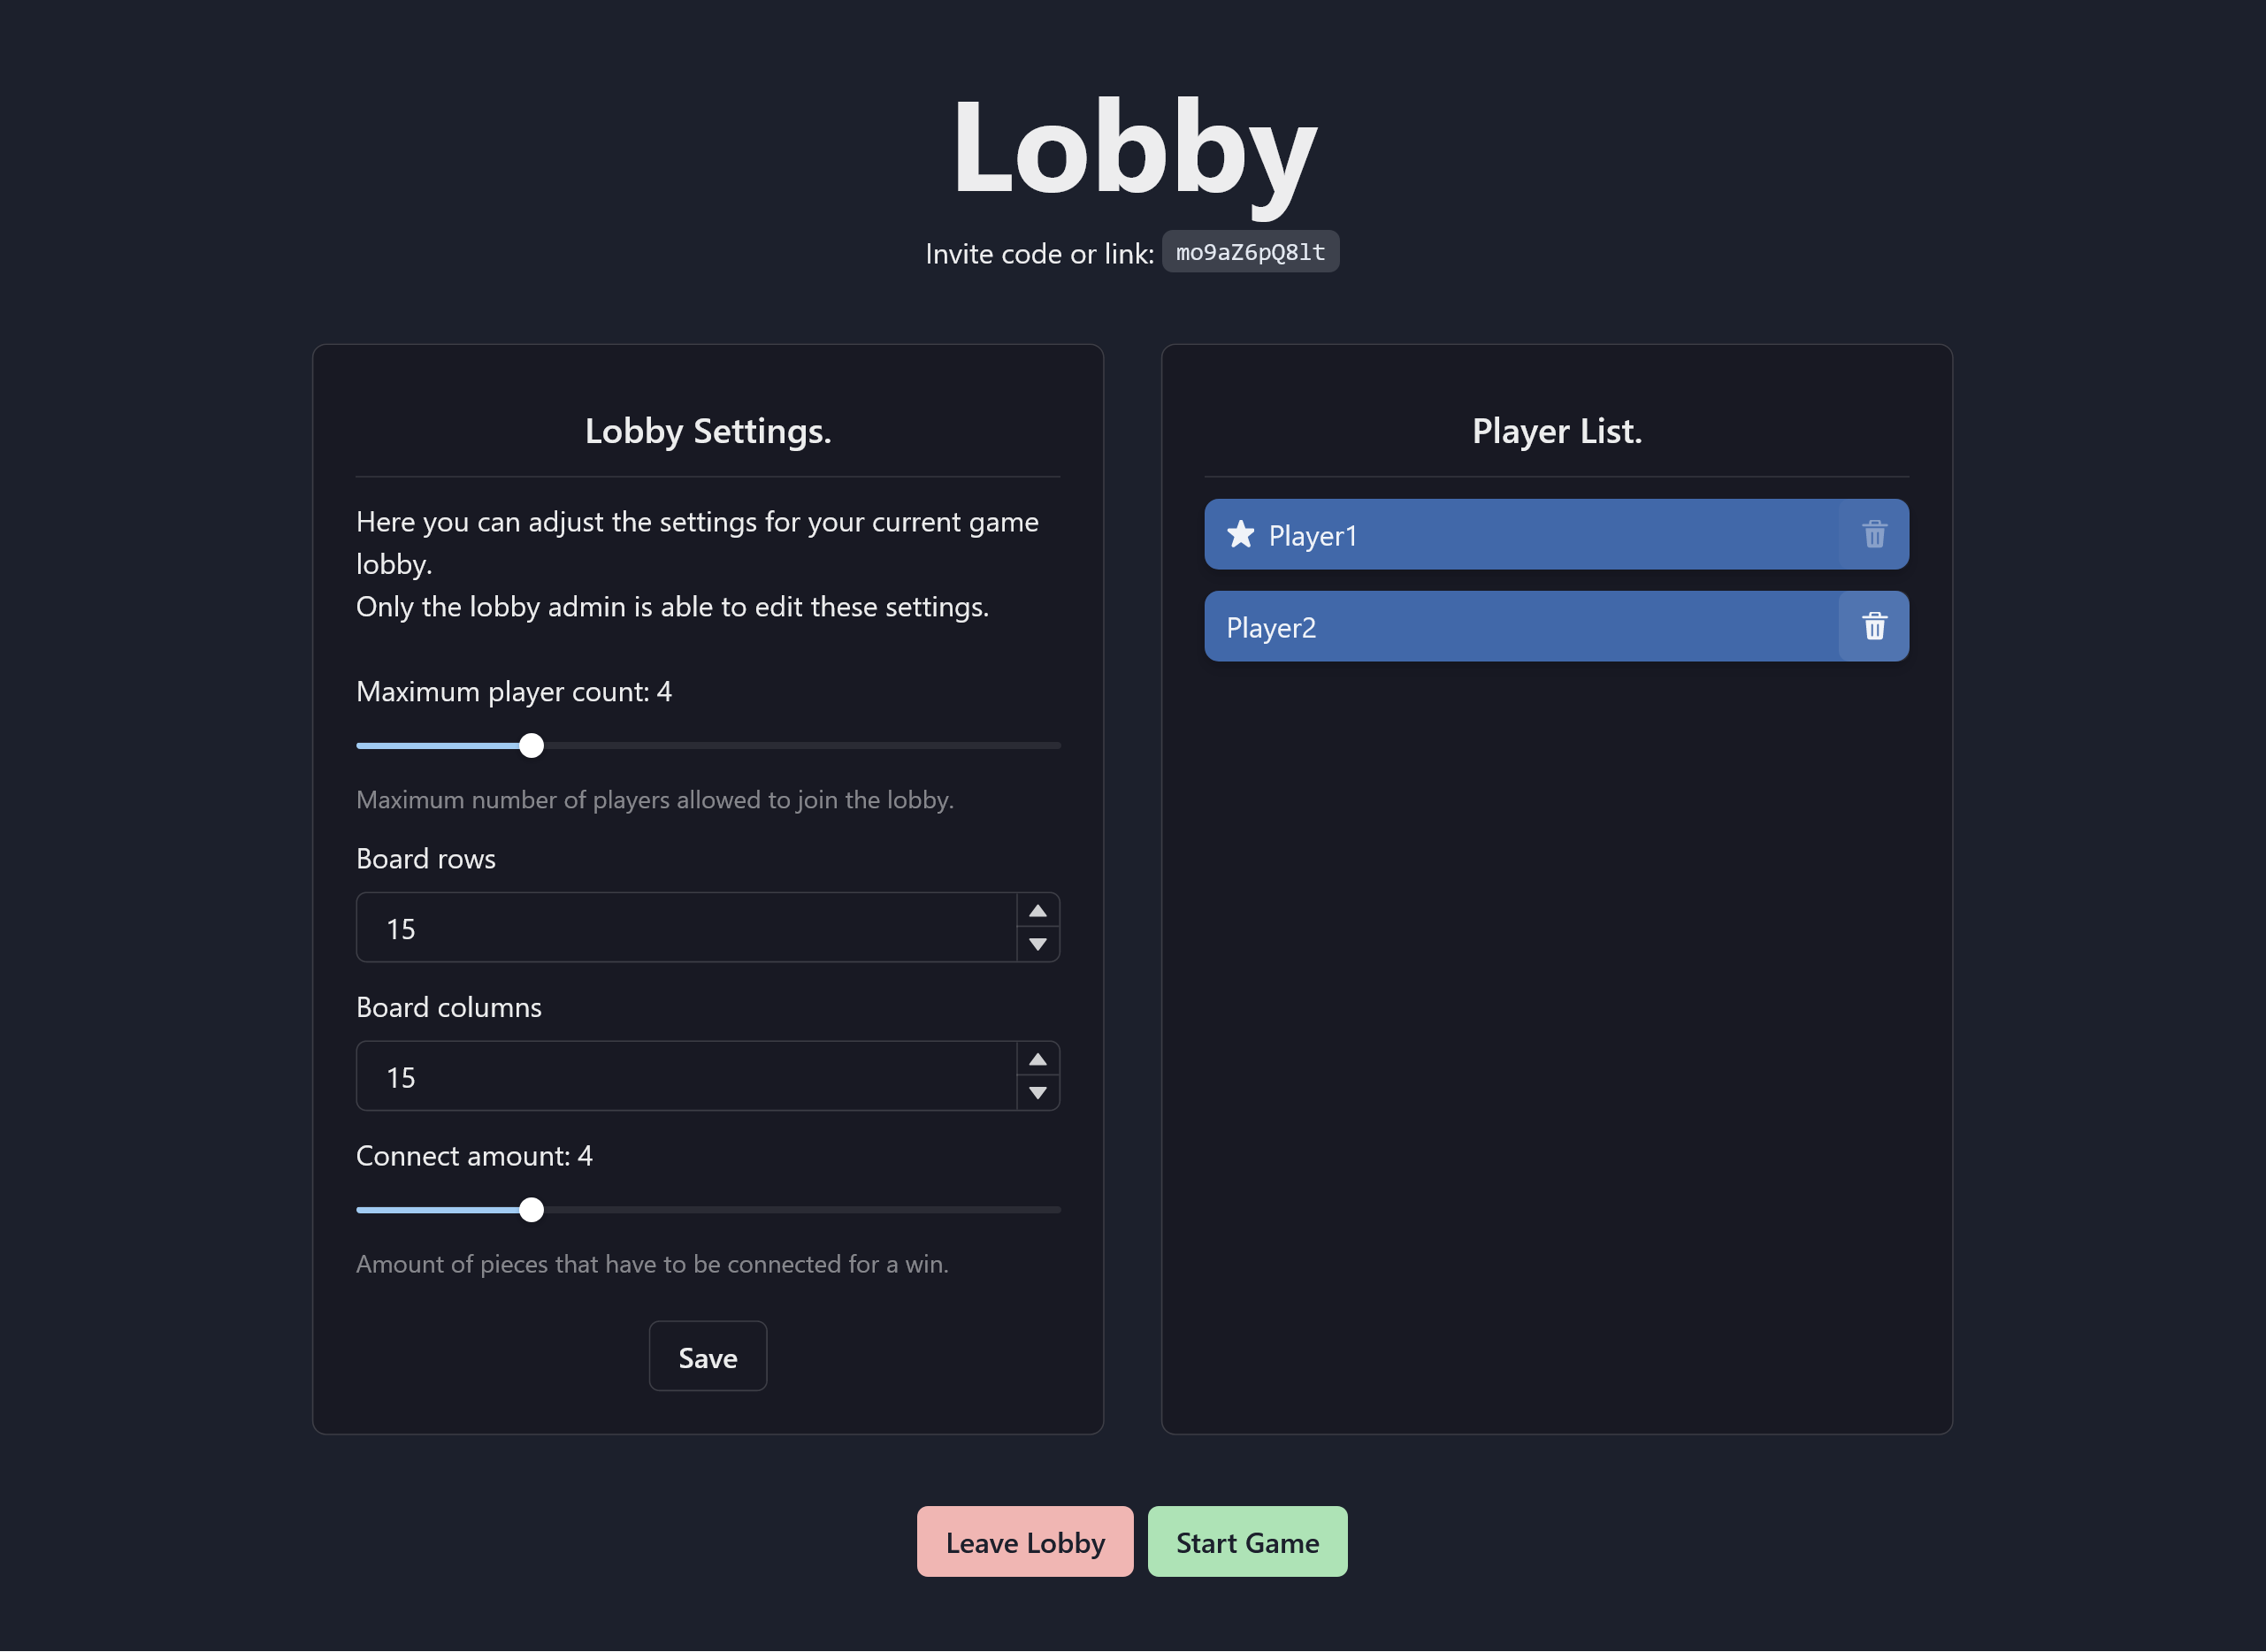 Lobby
Invite code or link: mo9aZ6pQ8lt
Lobby Settings.
Here you can adjust the settings for your current game
lobby.
Only the lobby admin is able to edit these settings.
Maximum player count: 4
Maximum number of players allowed to join the lobby.
Board rows
15
Board columns
15
Connect amount: 4
Amount of pieces that have to be connected for a win.
Save
Player List.
Player1
Player2
Leave Lobby
Start Game